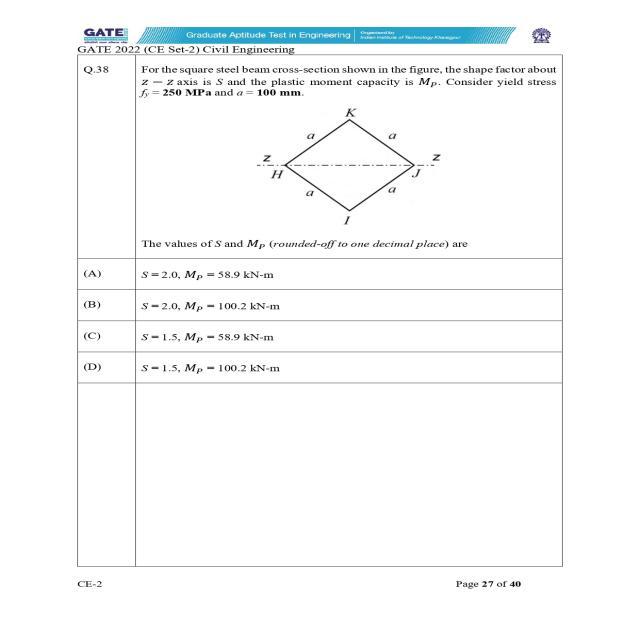 GATE
Graduate Aptitude Test in Engineering
Organised by
Indian Institute of Technology Kharagpur
GATE 2022 (CE Set-2) Civil Engineering
Q.38
For the square steel beam cross-section shown in the figure, the shape factor about
z − z axis is S and the plastic moment capacity is M_P. Consider yield stress
f_y = 250 MPa and a = 100 mm.
K
a a
z z
H J
a a
I
The values of S and M_P (rounded-off to one decimal place) are
(A) S = 2.0, M_P = 58.9 kN-m
(B) S = 2.0, M_P = 100.2 kN-m
(C) S = 1.5, M_P = 58.9 kN-m
(D) S = 1.5, M_P = 100.2 kN-m
CE-2 Page 27 of 40